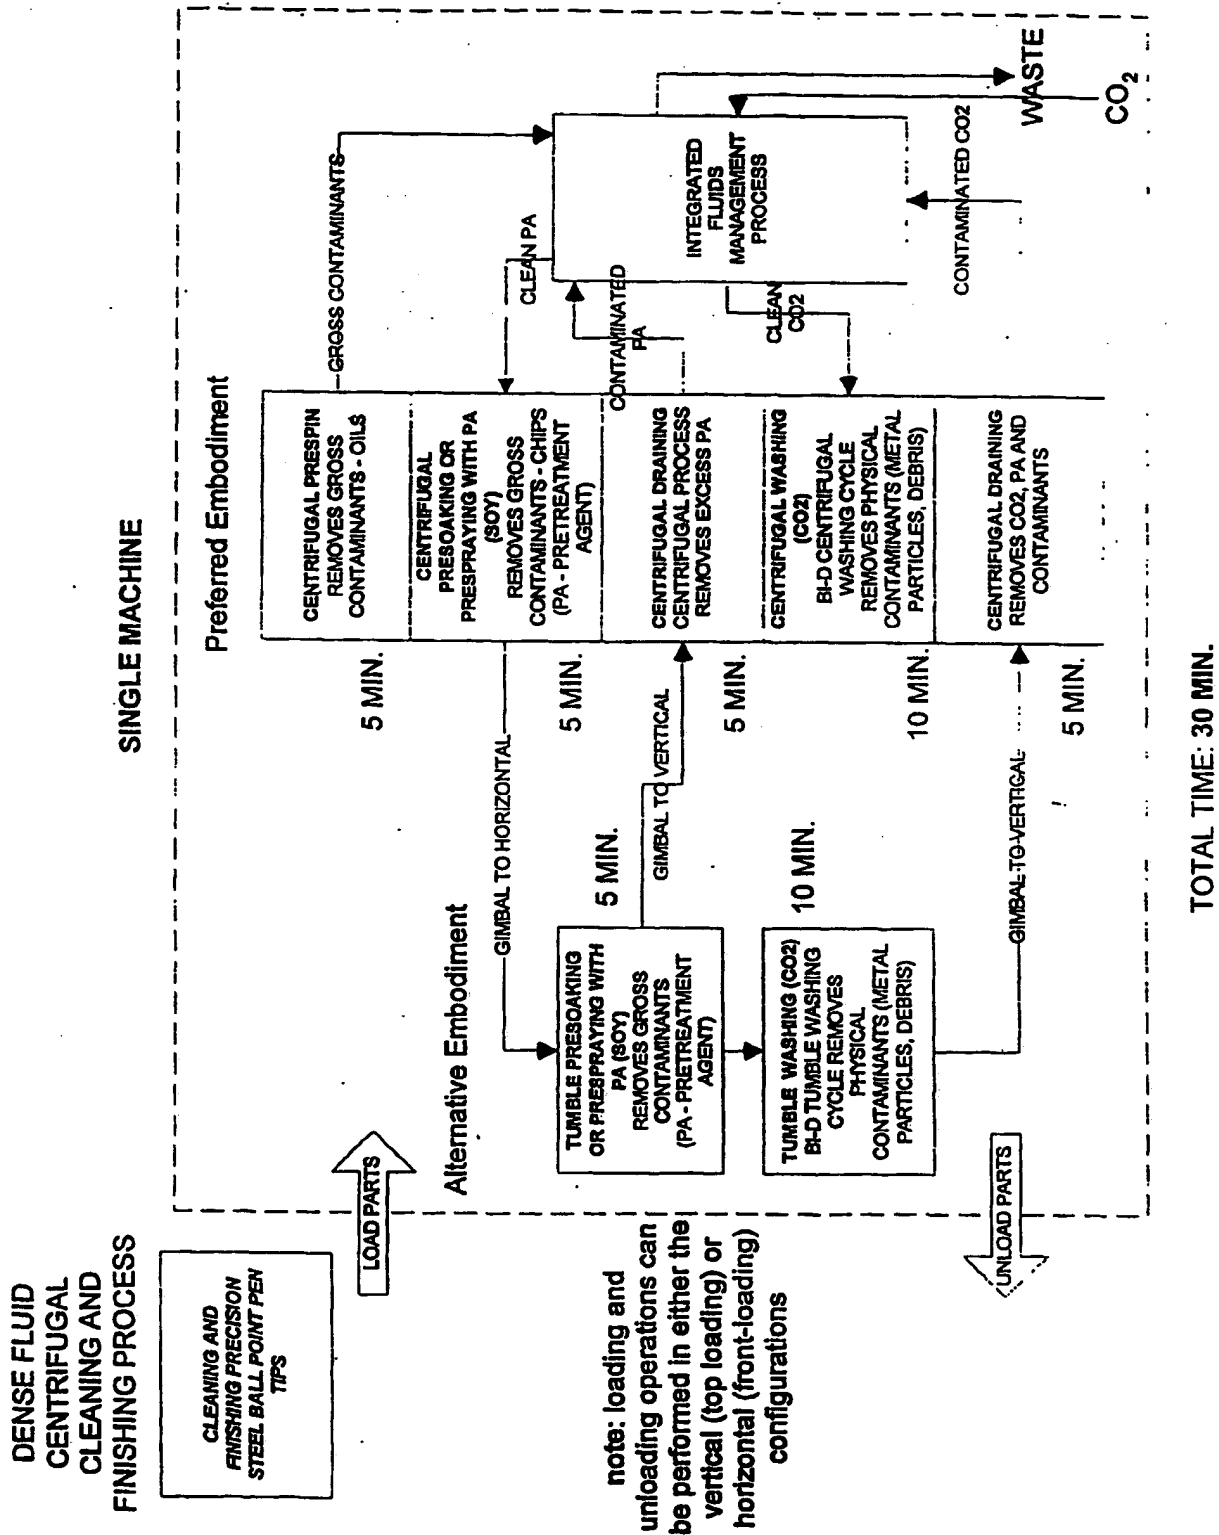 DENSE FLUID
CENTRIFUGAL
CLEANING AND
FINISHING PROCESS
CLEANING AND
FINISHING PRECISION
STEEL BALL POINT PEN
TIPS
SINGLE MACHINE
LOAD PARTS
Preferred Embodiment
CENTRIFUGAL PRESPIN
REMOVES GROSS
CONTAMINANTS - OILS
5 MIN.
GROSS CONTAMINANTS
CENTRIFUGAL
PRESOAKING OR
PRESPRAYING WITH PA
(SOY)
REMOVES GROSS
CONTAMINANTS - CHIPS
(PA - PRETREATMENT
AGENT)
5 MIN.
CLEAN PA
GIMBAL TO HORIZONTAL
CENTRIFUGAL DRAINING
CENTRIFUGAL PROCESS
REMOVES EXCESS PA
5 MIN.
CONTAMINATED
PA
GIMBAL TO VERTICAL
CENTRIFUGAL WASHING
(CO2)
BI-D CENTRIFUGAL
WASHING CYCLE
REMOVES PHYSICAL
CONTAMINANTS (METAL
PARTICLES, DEBRIS)
10 MIN.
CLEAN
CO2
CENTRIFUGAL DRAINING
REMOVES CO2, PA AND
CONTAMINANTS
5 MIN.
CONTAMINATED CO2
GIMBAL-TO-VERTICAL
INTEGRATED
FLUIDS
MANAGEMENT
PROCESS
WASTE
CO2
Alternative Embodiment
TUMBLE PRESOAKING
OR PRESPRAYING WITH
PA (SOY)
REMOVES GROSS
CONTAMINANTS
(PA - PRETREATMENT
AGENT)
5 MIN.
TUMBLE WASHING (CO2)
BI-D TUMBLE WASHING
CYCLE REMOVES
PHYSICAL
CONTAMINANTS (METAL
PARTICLES, DEBRIS)
10 MIN.
note: loading and
unloading operations can
be performed in either the
vertical (top loading) or
horizontal (front-loading)
configurations
UNLOAD PARTS
TOTAL TIME: 30 MIN.